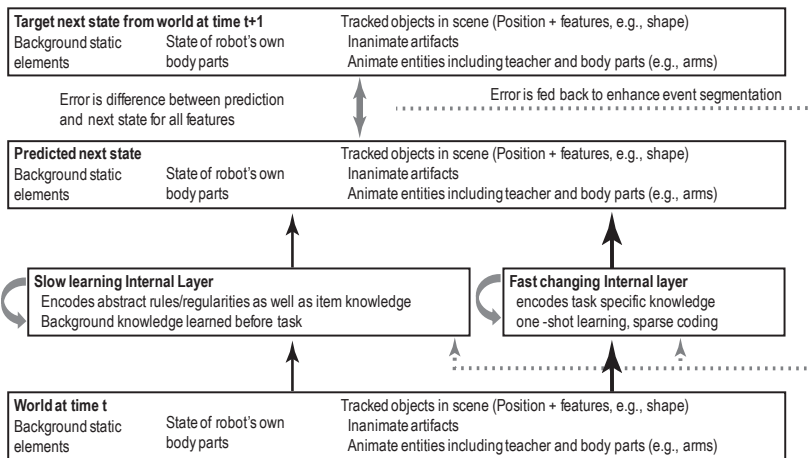 Target next state from world at time t+1
Tracked objects in scene (Position + features, e.g., shape)
Background static
elements
State of robot's own
body parts
Inanimate artifacts
Animate entities including teacher and body parts (e.g., arms)
Error is difference between prediction
and next state for all features
Error is fed back to enhance event segmentation
Predicted next state
Tracked objects in scene (Position + features, e.g., shape)
Background static
elements
State of robot's own
body parts
Inanimate artifacts
Animate entities including teacher and body parts (e.g., arms)
Slow learning Internal Layer
Encodes abstract rules/regularities as well as item knowledge
Background knowledge learned before task
Fast changing Internal layer
encodes task specific knowledge
one -shot learning, sparse coding
World at time t
Tracked objects in scene (Position + features, e.g., shape)
Background static
elements
State of robot's own
body parts
Inanimate artifacts
Animate entities including teacher and body parts (e.g., arms)